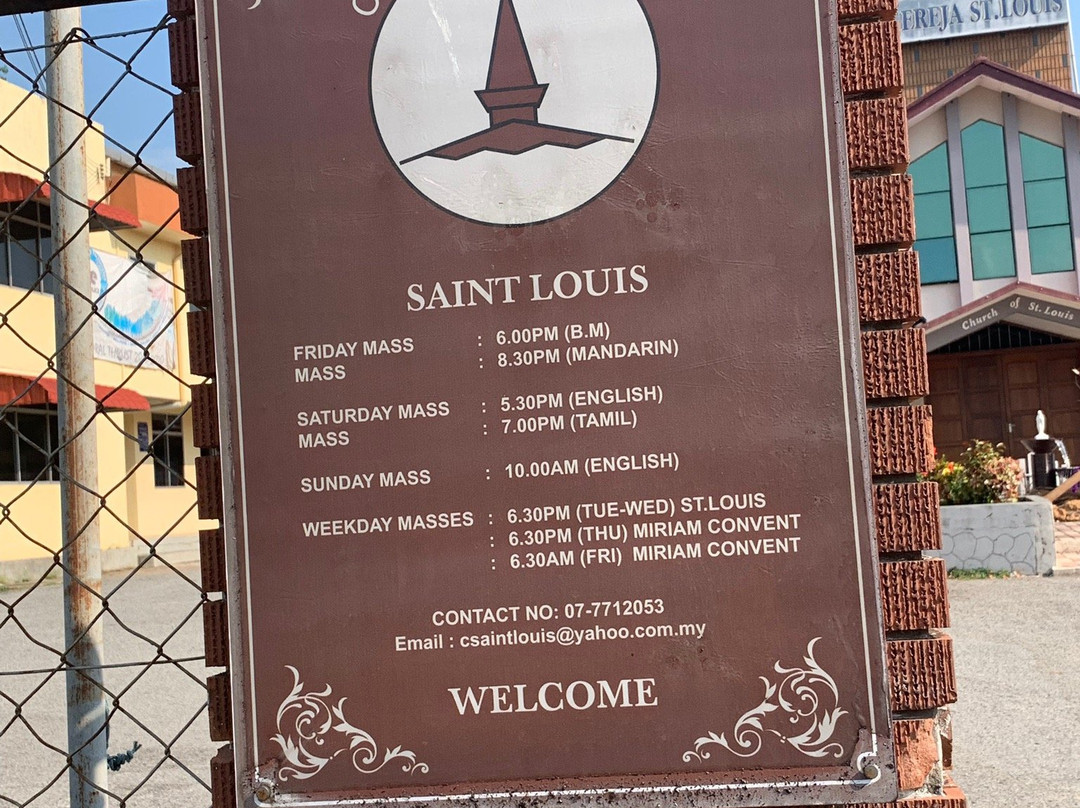 EREJA ST.LOUIS
Church of St. Louis
SAINT LOUIS
FRIDAY MASS : 6.00PM (B.M)
MASS : 8.30PM (MANDARIN)
SATURDAY MASS : 5.30PM (ENGLISH)
MASS : 7.00PM (TAMIL)
SUNDAY MASS : 10.00AM (ENGLISH)
WEEKDAY MASSES : 6.30PM (TUE-WED) ST.LOUIS
: 6.30PM (THU) MIRIAM CONVENT
: 6.30AM (FRI) MIRIAM CONVENT
CONTACT NO: 07-7712053
Email : csaintlouis@yahoo.com.my
WELCOME